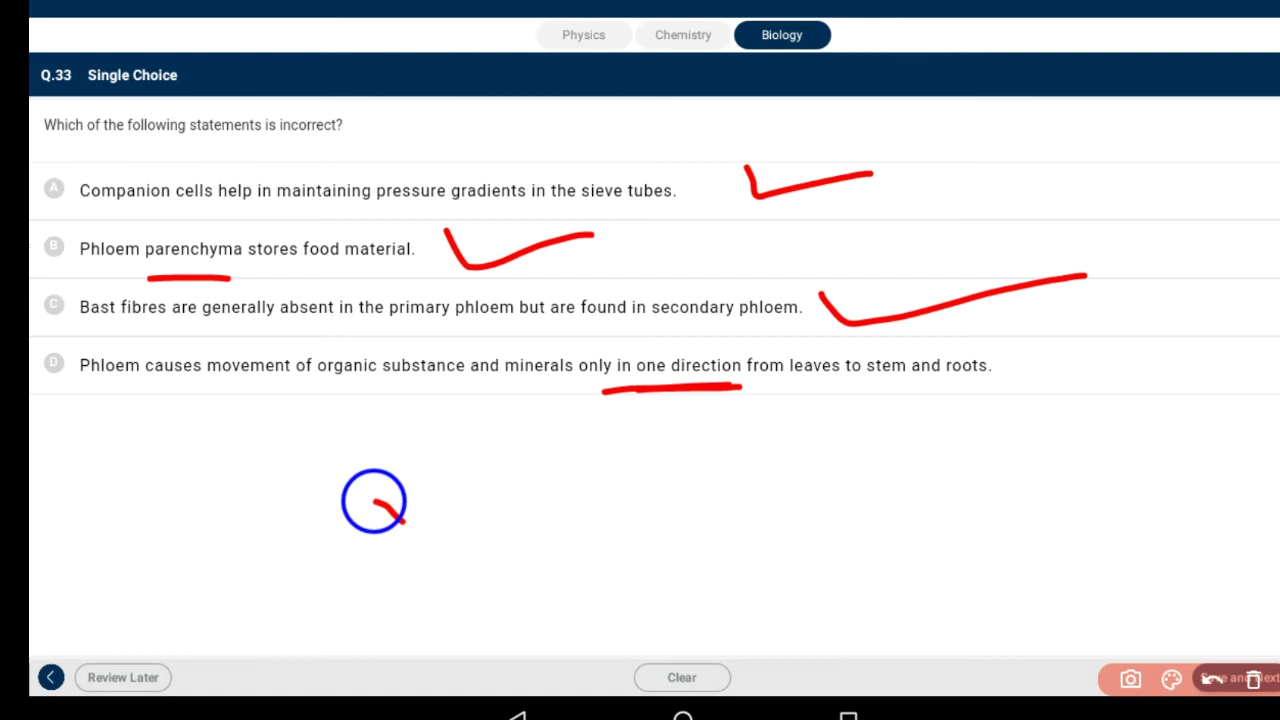 Physics Chemistry Biology
Q.33 Single Choice
Which of the following statements is incorrect?
A Companion cells help in maintaining pressure gradients in the sieve tubes.
B Phloem parenchyma stores food material.
C Bast fibres are generally absent in the primary phloem but are found in secondary phloem.
D Phloem causes movement of organic substance and minerals only in one direction from leaves to stem and roots.
Review Later Clear